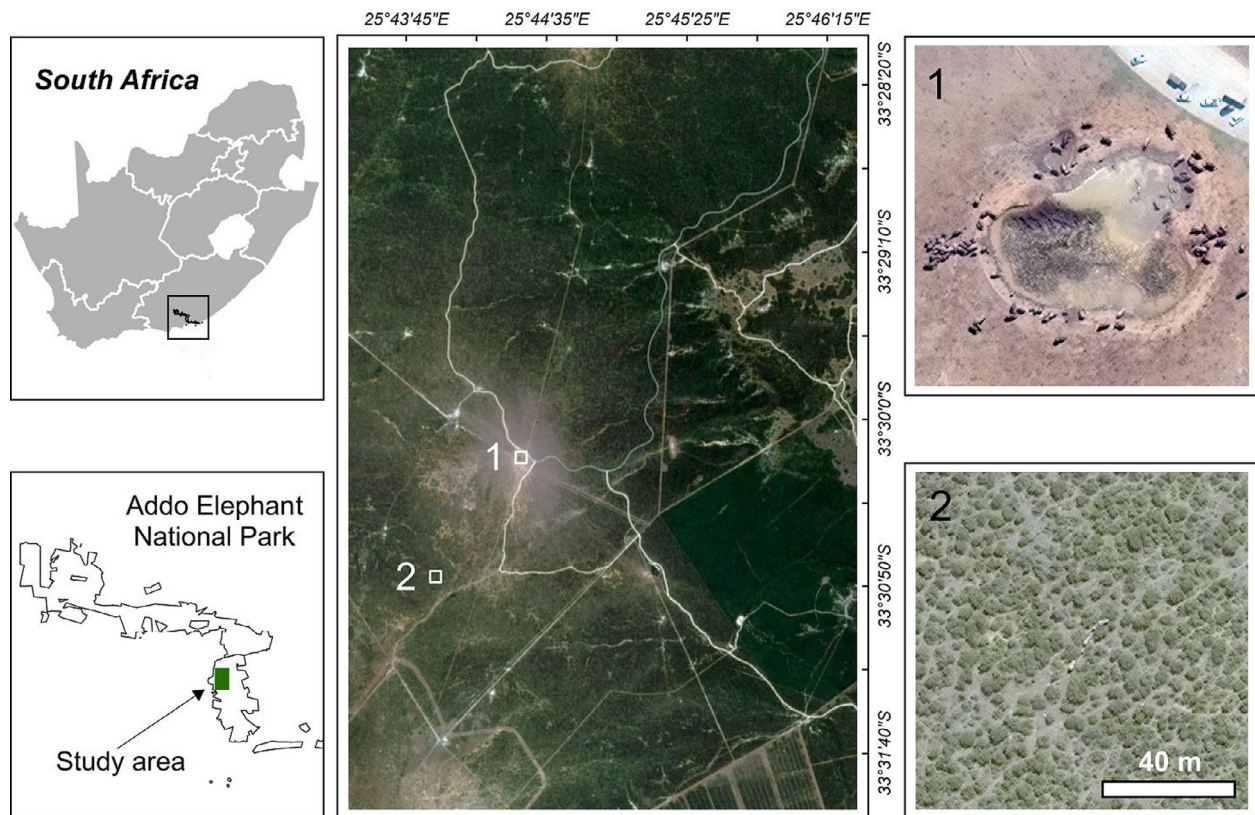 25°43'45"E
25°44'35"E
25°45'25"E
25°46'15"E
South Africa
33°28'20"S
33°29'10"S
33°30'0"S
33°30'50"S
33°31'40"S
1
2
1
Addo Elephant
National Park
Study area
2
40 m